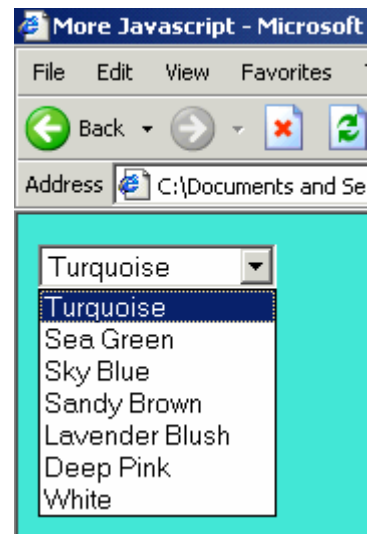 More Javascript - Microsoft
File Edit View Favorites
Back
Address C:\Documents and Se
Turquoise
Turquoise
Sea Green
Sky Blue
Sandy Brown
Lavender Blush
Deep Pink
White